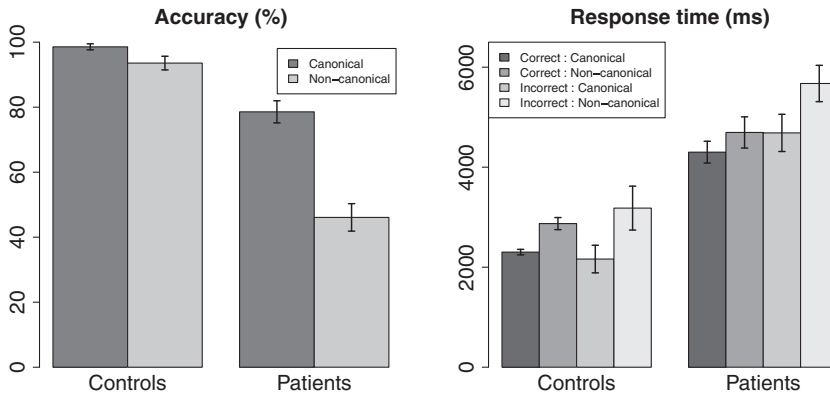 Accuracy (%)
100
80
60
40
20
0
Canonical
Non−canonical
Controls
Patients
Response time (ms)
6000
4000
2000
0
Correct : Canonical
Correct : Non−canonical
Incorrect : Canonical
Incorrect : Non−canonical
Controls
Patients